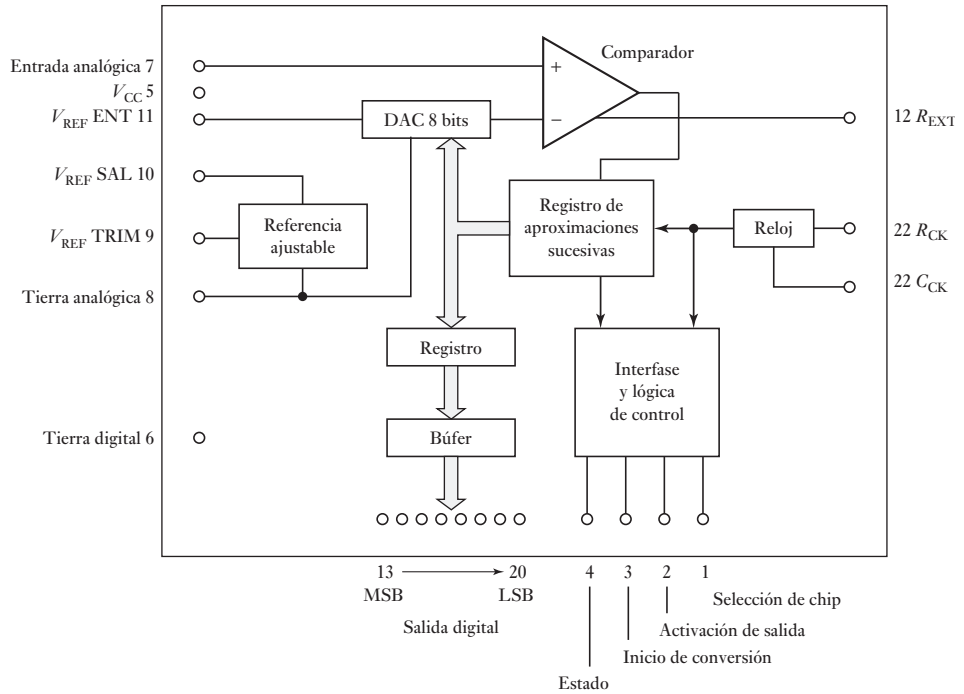 Entrada analógica 7
V_CC 5
V_REF ENT 11
V_REF SAL 10
V_REF TRIM 9
Tierra analógica 8
Tierra digital 6
Comparador
+
−
DAC 8 bits
Referencia
ajustable
Registro de
aproximaciones
sucesivas
Reloj
12 R_EXT
22 R_CK
22 C_CK
Registro
Búfer
Interfase
y lógica
de control
13 20 4 3 2 1
MSB LSB
Selección de chip
Salida digital
Activación de salida
Inicio de conversión
Estado